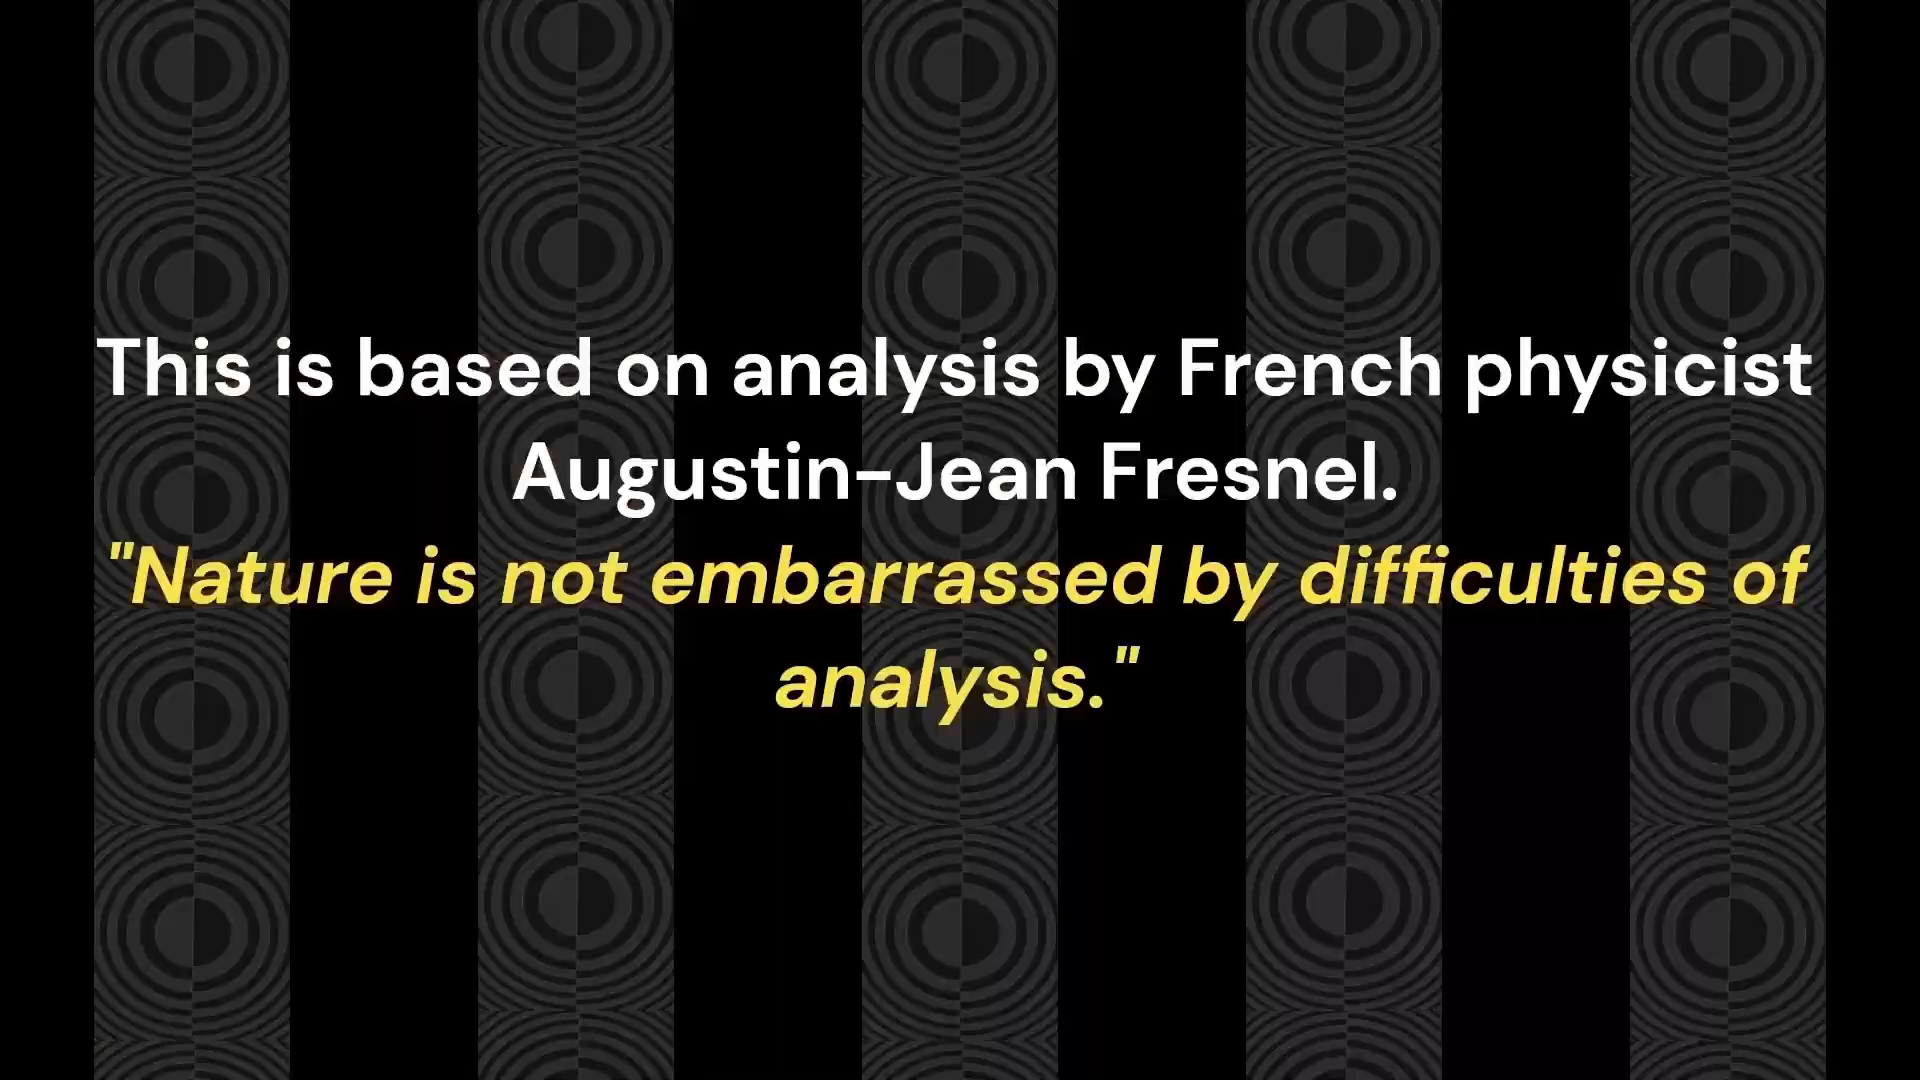 This is based on analysis by French physicist
Augustin-Jean Fresnel.
"Nature is not embarrassed by difficulties of
analysis."